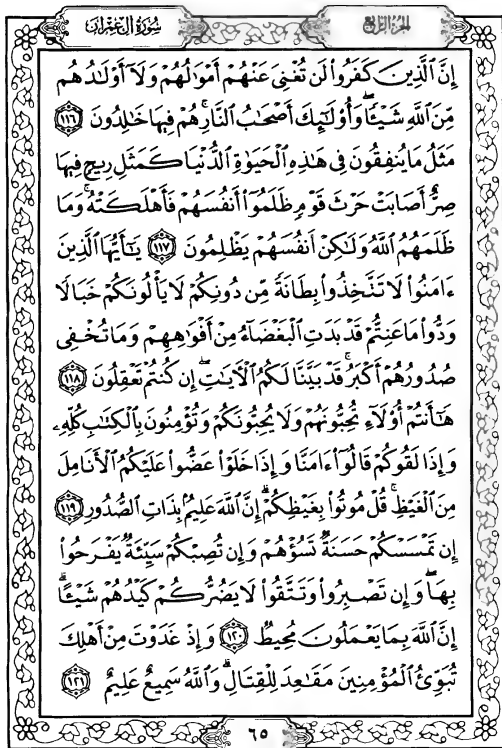 الجزء الرابع
سورة آل عمران
إِنَّ ٱلَّذِينَ كَفَرُوا۟ لَن تُغْنِىَ عَنْهُمْ أَمْوَٰلُهُمْ وَلَآ أَوْلَـٰدُهُم
مِّنَ ٱللَّهِ شَيْـًٔا ۖ وَأُو۟لَـٰٓئِكَ أَصْحَـٰبُ ٱلنَّارِ ۚ هُمْ فِيهَا خَـٰلِدُونَ ١١٦
مَثَلُ مَا يُنفِقُونَ فِى هَـٰذِهِ ٱلْحَيَوٰةِ ٱلدُّنْيَا كَمَثَلِ رِيحٍ فِيهَا
صِرٌّ أَصَابَتْ حَرْثَ قَوْمٍ ظَلَمُوٓا۟ أَنفُسَهُمْ فَأَهْلَكَتْهُ ۚ وَمَا
ظَلَمَهُمُ ٱللَّهُ وَلَـٰكِنْ أَنفُسَهُمْ يَظْلِمُونَ ١١٧ يَـٰٓأَيُّهَا ٱلَّذِينَ
ءَامَنُوا۟ لَا تَتَّخِذُوا۟ بِطَانَةً مِّن دُونِكُمْ لَا يَأْلُونَكُمْ خَبَالًا
وَدُّوا۟ مَا عَنِتُّمْ قَدْ بَدَتِ ٱلْبَغْضَآءُ مِنْ أَفْوَٰهِهِمْ وَمَا تُخْفِى
صُدُورُهُمْ أَكْبَرُ ۚ قَدْ بَيَّنَّا لَكُمُ ٱلْـَٔايَـٰتِ ۖ إِن كُنتُمْ تَعْقِلُونَ ١١٨
هَـٰٓأَنتُمْ أُو۟لَآءِ تُحِبُّونَهُمْ وَلَا يُحِبُّونَكُمْ وَتُؤْمِنُونَ بِٱلْكِتَـٰبِ كُلِّهِۦ
وَإِذَا لَقُوكُمْ قَالُوٓا۟ ءَامَنَّا وَإِذَا خَلَوْا۟ عَضُّوا۟ عَلَيْكُمُ ٱلْأَنَامِلَ
مِنَ ٱلْغَيْظِ ۚ قُلْ مُوتُوا۟ بِغَيْظِكُمْ ۗ إِنَّ ٱللَّهَ عَلِيمٌۢ بِذَاتِ ٱلصُّدُورِ ١١٩
إِن تَمْسَسْكُمْ حَسَنَةٌ تَسُؤْهُمْ وَإِن تُصِبْكُمْ سَيِّئَةٌ يَفْرَحُوا۟
بِهَا ۖ وَإِن تَصْبِرُوا۟ وَتَتَّقُوا۟ لَا يَضُرُّكُمْ كَيْدُهُمْ شَيْـًٔا ۗ
إِنَّ ٱللَّهَ بِمَا يَعْمَلُونَ مُحِيطٌ ١٢٠ وَإِذْ غَدَوْتَ مِنْ أَهْلِكَ
تُبَوِّئُ ٱلْمُؤْمِنِينَ مَقَـٰعِدَ لِلْقِتَالِ ۗ وَٱللَّهُ سَمِيعٌ عَلِيمٌ ١٢١
٦٥